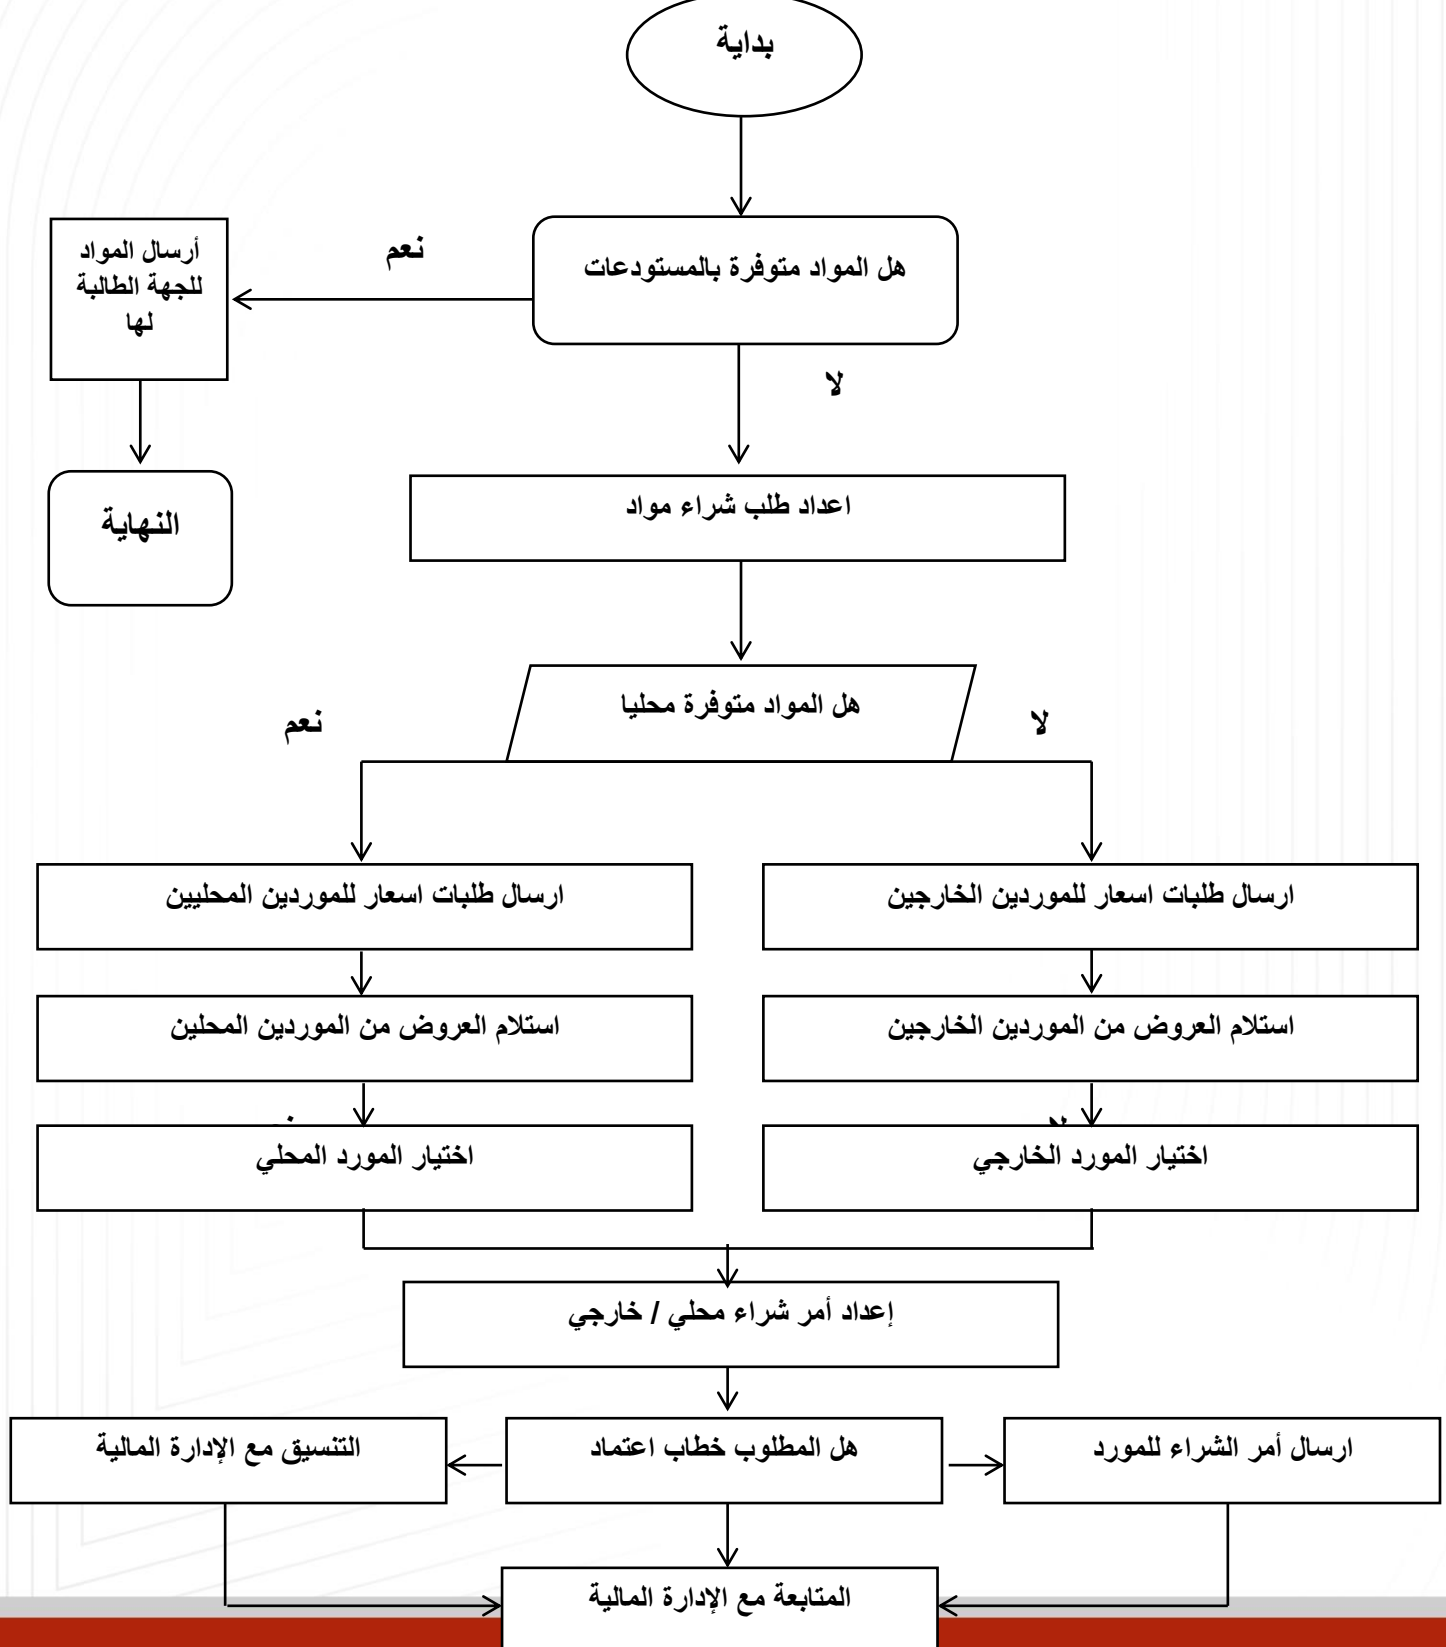 بداية
هل المواد متوفرة بالمستودعات
نعم
أرسال المواد
للجهة الطالبة
لها
لا
النهاية
اعداد طلب شراء مواد
هل المواد متوفرة محليا
لا
نعم
ارسال طلبات اسعار للموردين الخارجين
ارسال طلبات اسعار للموردين المحليين
استلام العروض من الموردين الخارجين
استلام العروض من الموردين المحلين
اختيار المورد الخارجي
اختيار المورد المحلي
إعداد أمر شراء محلي / خارجي
ارسال أمر الشراء للمورد
هل المطلوب خطاب اعتماد
التنسيق مع الإدارة المالية
المتابعة مع الإدارة المالية